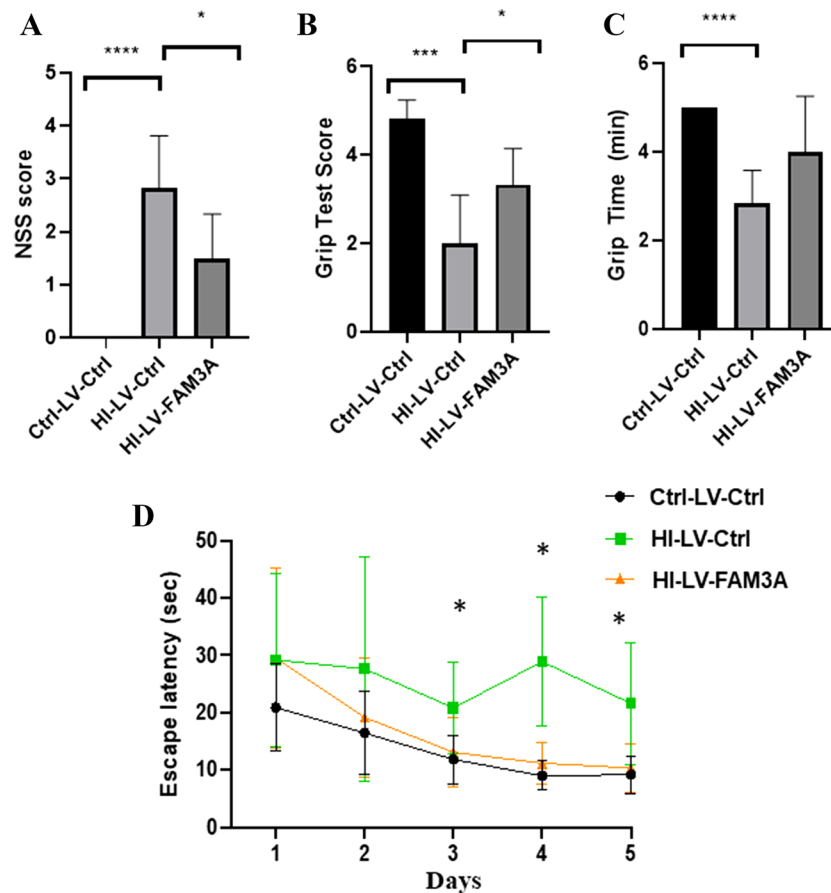 A
****
*
NSS score
5
4
3
2
1
0
Ctrl-LV-Ctrl
HI-LV-Ctrl
HI-LV-FAM3A
B
***
*
Grip Test Score
6
4
2
0
Ctrl-LV-Ctrl
HI-LV-Ctrl
HI-LV-FAM3A
C
****
Grip Time (min)
6
4
2
0
Ctrl-LV-Ctrl
HI-LV-Ctrl
HI-LV-FAM3A
D
Ctrl-LV-Ctrl
HI-LV-Ctrl
HI-LV-FAM3A
Escape latency (sec)
50
40
30
20
10
0
*
*
*
1 2 3 4 5
Days